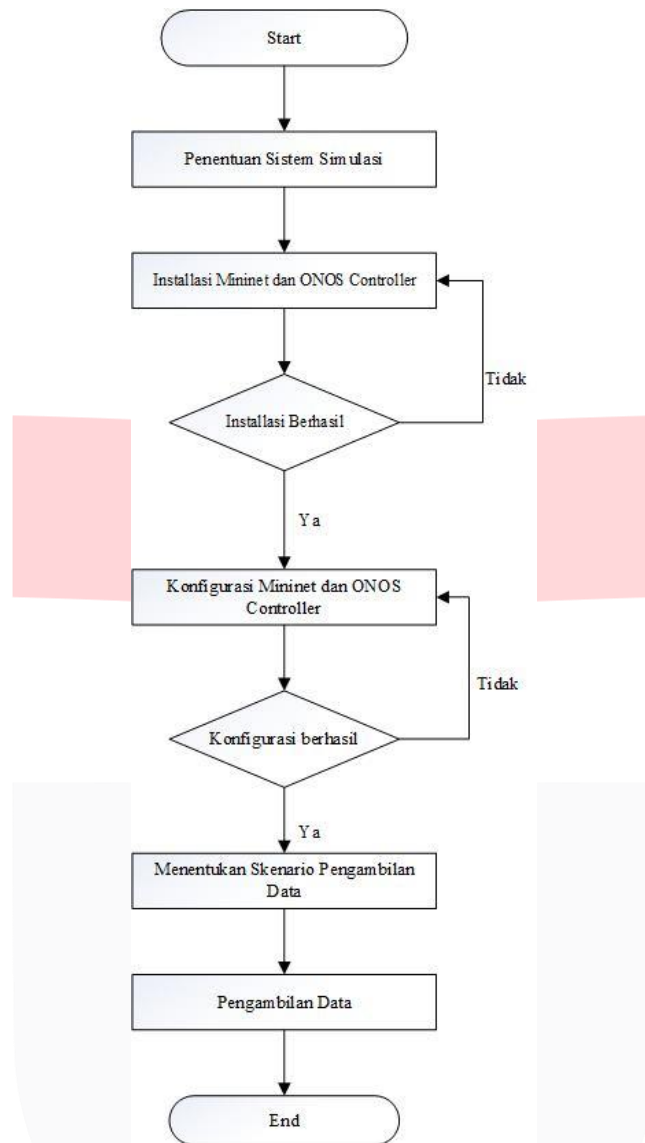 Start
Penentuan Sistem Simulasi
Installasi Mininet dan ONOS Controller
Tidak
Installasi Berhasil
Ya
Konfigurasi Mininet dan ONOS
Controller
Tidak
Konfigurasi berhasil
Ya
Menentukan Skenario Pengambilan
Data
Pengambilan Data
End